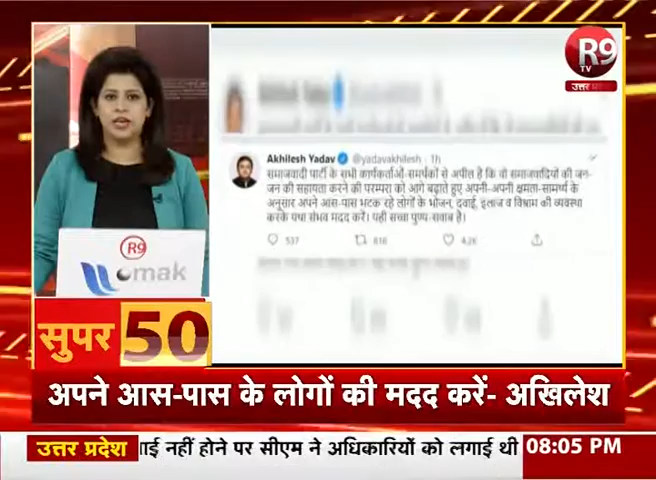 R9
TV
उत्तर प्रदे
Akhilesh Yadav @yadavakhilesh · 1h
समाजवादी पार्टी के सभी कार्यकर्ताओं-समर्थकों से अपील है कि वो समाजवादियों की जन-
जन की सहायता करने की परम्परा को आगे बढ़ाते हुए अपनी-अपनी क्षमता-सामर्थ्य के
अनुसार अपने आस-पास भटक रहे लोगों के भोजन, दवाई, इलाज व विश्राम की व्यवस्था
करके यथा संभव मदद करें। यही सच्चा पुण्य-सवाब है।
537 818 4.2K
R9
omak
सुपर 50
अपने आस-पास के लोगों की मदद करें- अखिलेश
उत्तर प्रदेश ाई नहीं होने पर सीएम ने अधिकारियों को लगाई थी 08:05 PM